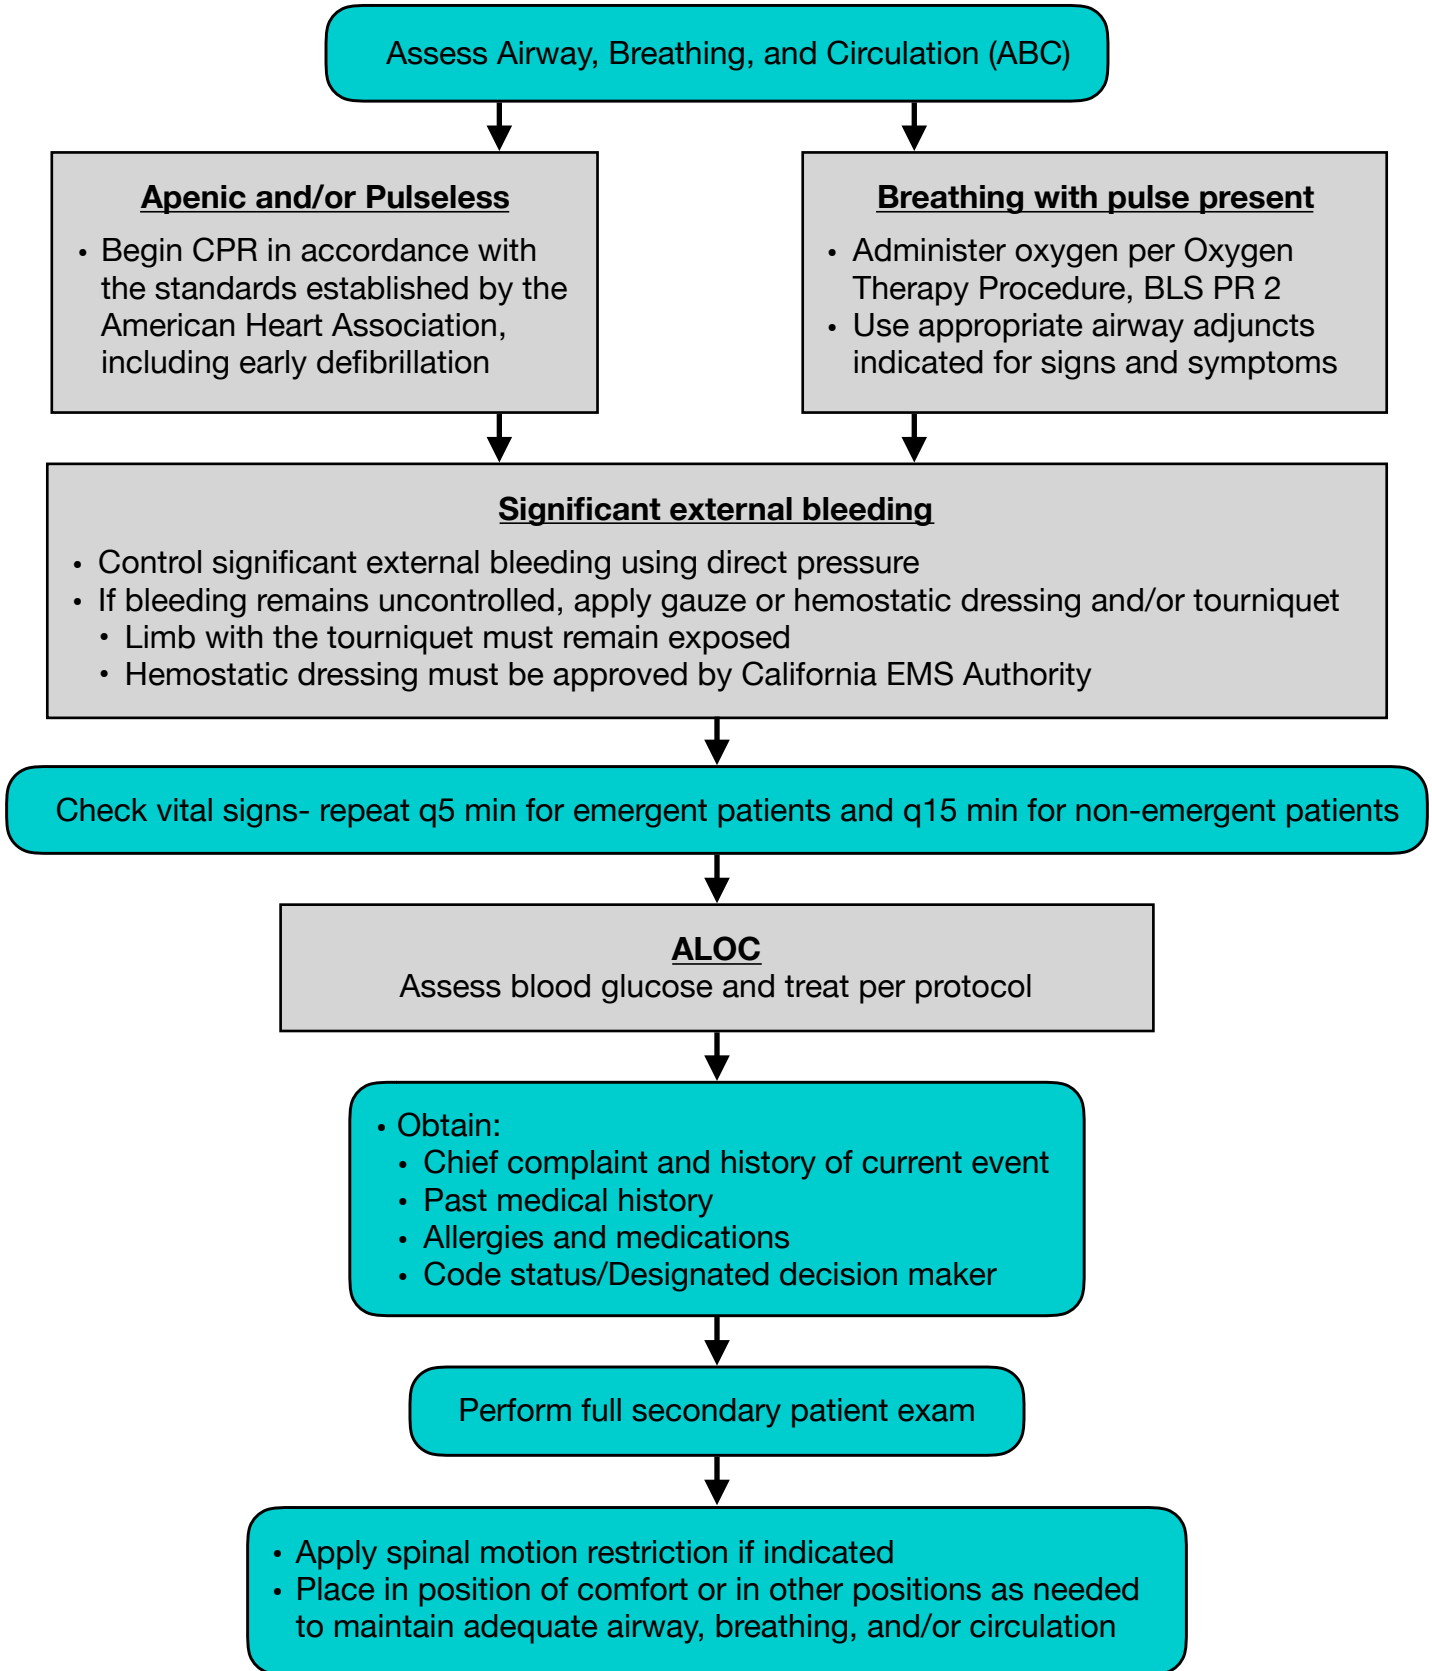 Assess Airway, Breathing, and Circulation (ABC)
Apenic and/or Pulseless
• Begin CPR in accordance with
the standards established by the
American Heart Association,
including early defibrillation
Breathing with pulse present
• Administer oxygen per Oxygen
Therapy Procedure, BLS PR 2
• Use appropriate airway adjuncts
indicated for signs and symptoms
Significant external bleeding
• Control significant external bleeding using direct pressure
• If bleeding remains uncontrolled, apply gauze or hemostatic dressing and/or tourniquet
• Limb with the tourniquet must remain exposed
• Hemostatic dressing must be approved by California EMS Authority
Check vital signs- repeat q5 min for emergent patients and q15 min for non-emergent patients
ALOC
Assess blood glucose and treat per protocol
• Obtain:
• Chief complaint and history of current event
• Past medical history
• Allergies and medications
• Code status/Designated decision maker
Perform full secondary patient exam
• Apply spinal motion restriction if indicated
• Place in position of comfort or in other positions as needed
to maintain adequate airway, breathing, and/or circulation